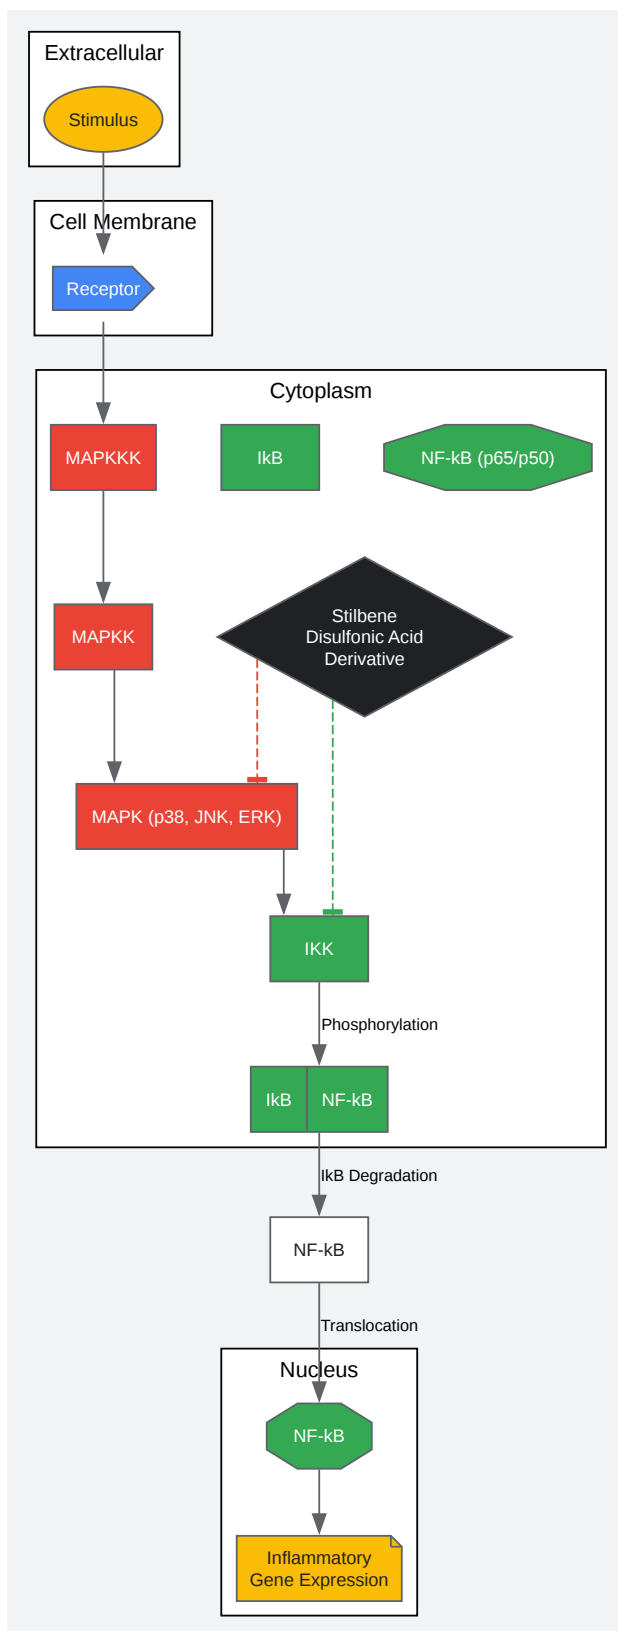 Extracellular
Stimulus
Cell Membrane
Receptor
Cytoplasm
MAPKKK
IkB
NF-kB (p65/p50)
MAPKK
Stilbene
Disulfonic Acid
Derivative
MAPK (p38, JNK, ERK)
IKK
Phosphorylation
IkB
NF-kB
IkB Degradation
NF-kB
Translocation
Nucleus
NF-kB
Inflammatory
Gene Expression